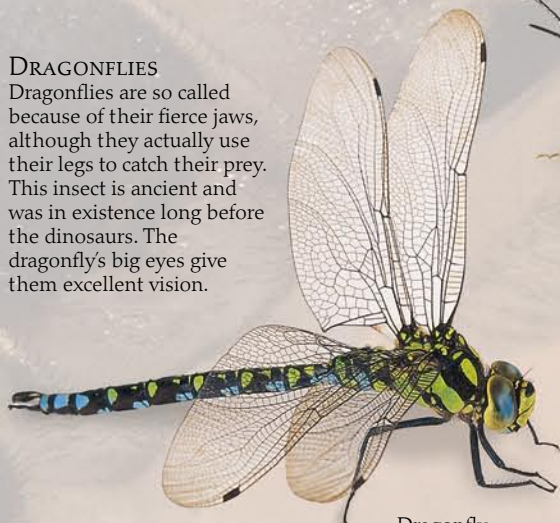 DRAGONFLIES
Dragonflies are so called
because of their fierce jaws,
although they actually use
their legs to catch their prey.
This insect is ancient and
was in existence long before
the dinosaurs. The
dragonfly's big eyes give
them excellent vision.
Dragonfly